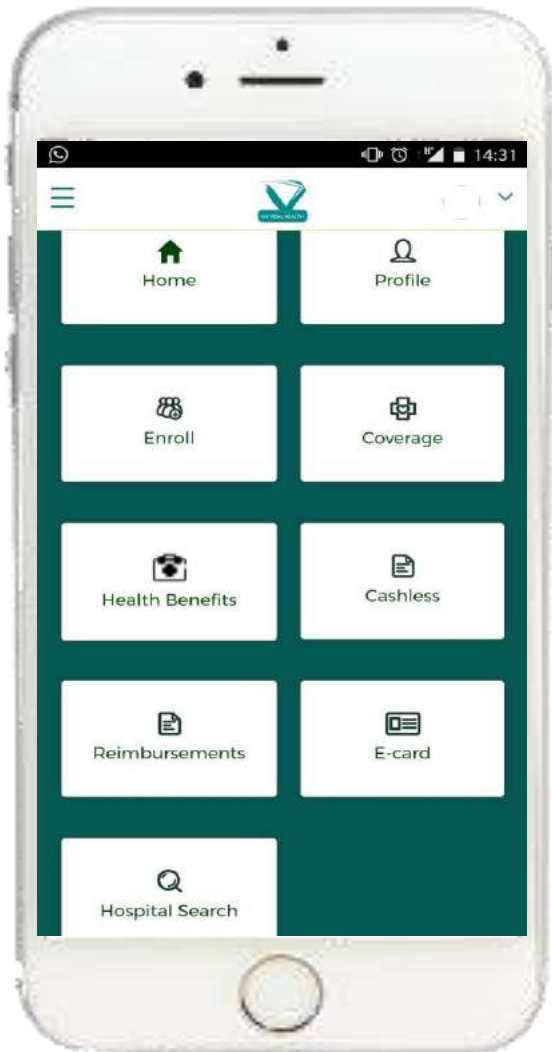 14:31
Home
Profile
Enroll
Coverage
Health Benefits
Cashless
Reimbursements
E-card
Hospital Search